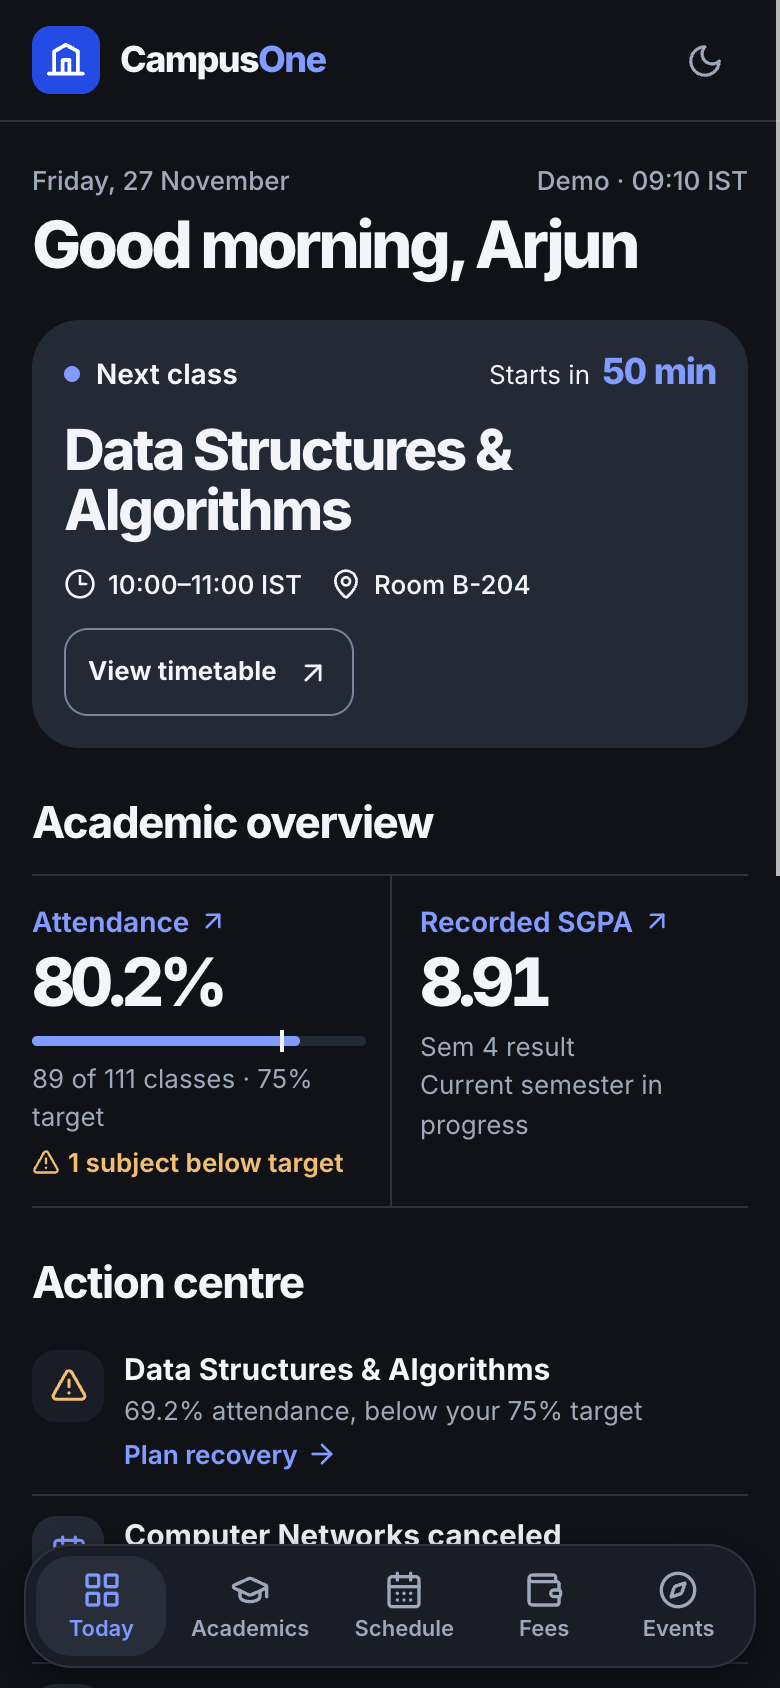 CampusOne
Friday, 27 November
Demo · 09:10 IST
Good morning, Arjun
Next class
Starts in 50 min
Data Structures &
Algorithms
10:00–11:00 IST
Room B-204
View timetable
Academic overview
Attendance
80.2%
89 of 111 classes · 75%
target
1 subject below target
Recorded SGPA
8.91
Sem 4 result
Current semester in
progress
Action centre
Data Structures & Algorithms
69.2% attendance, below your 75% target
Plan recovery
Computer Networks canceled
Today
Academics
Schedule
Fees
Events